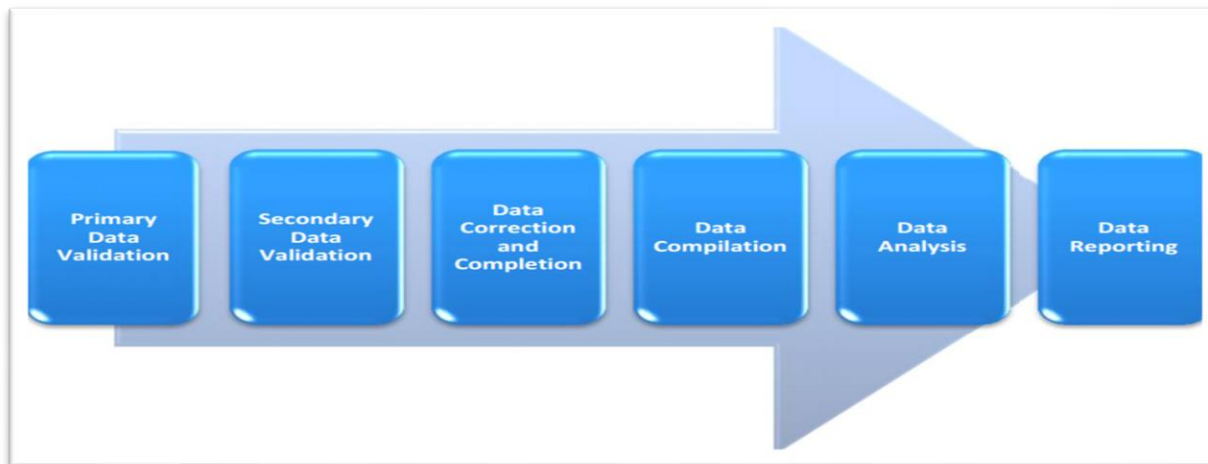 Primary
Data
Validation
Secondary
Data
Validation
Data
Correction
and
Completion
Data
Compilation
Data
Analysis
Data
Reporting